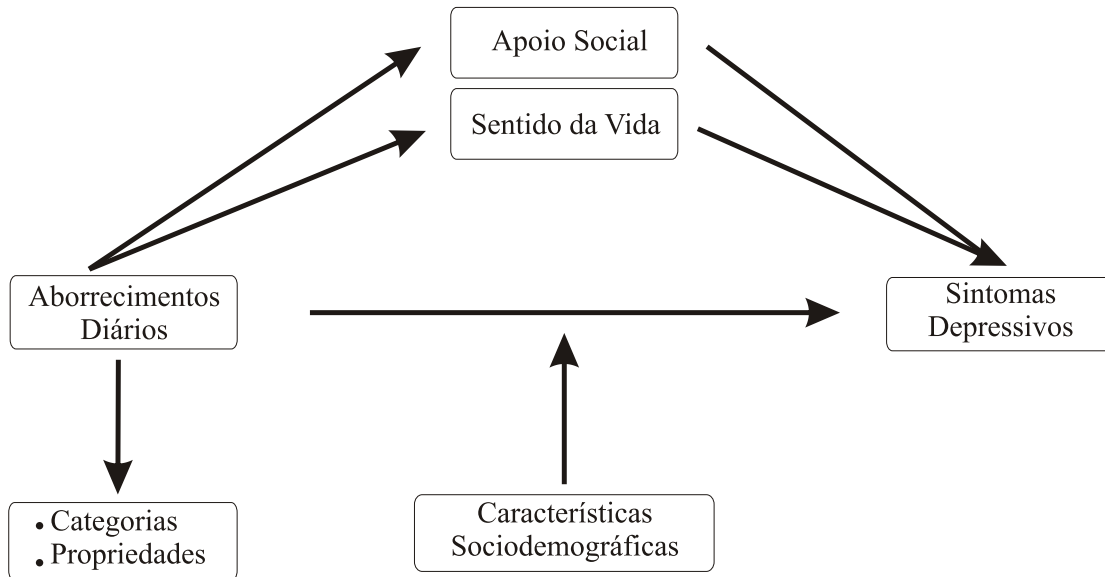 Apoio Social
Sentido da Vida
Aborrecimentos
Diários
Sintomas
Depressivos
• Categorias
• Propriedades
Características
Sociodemográficas